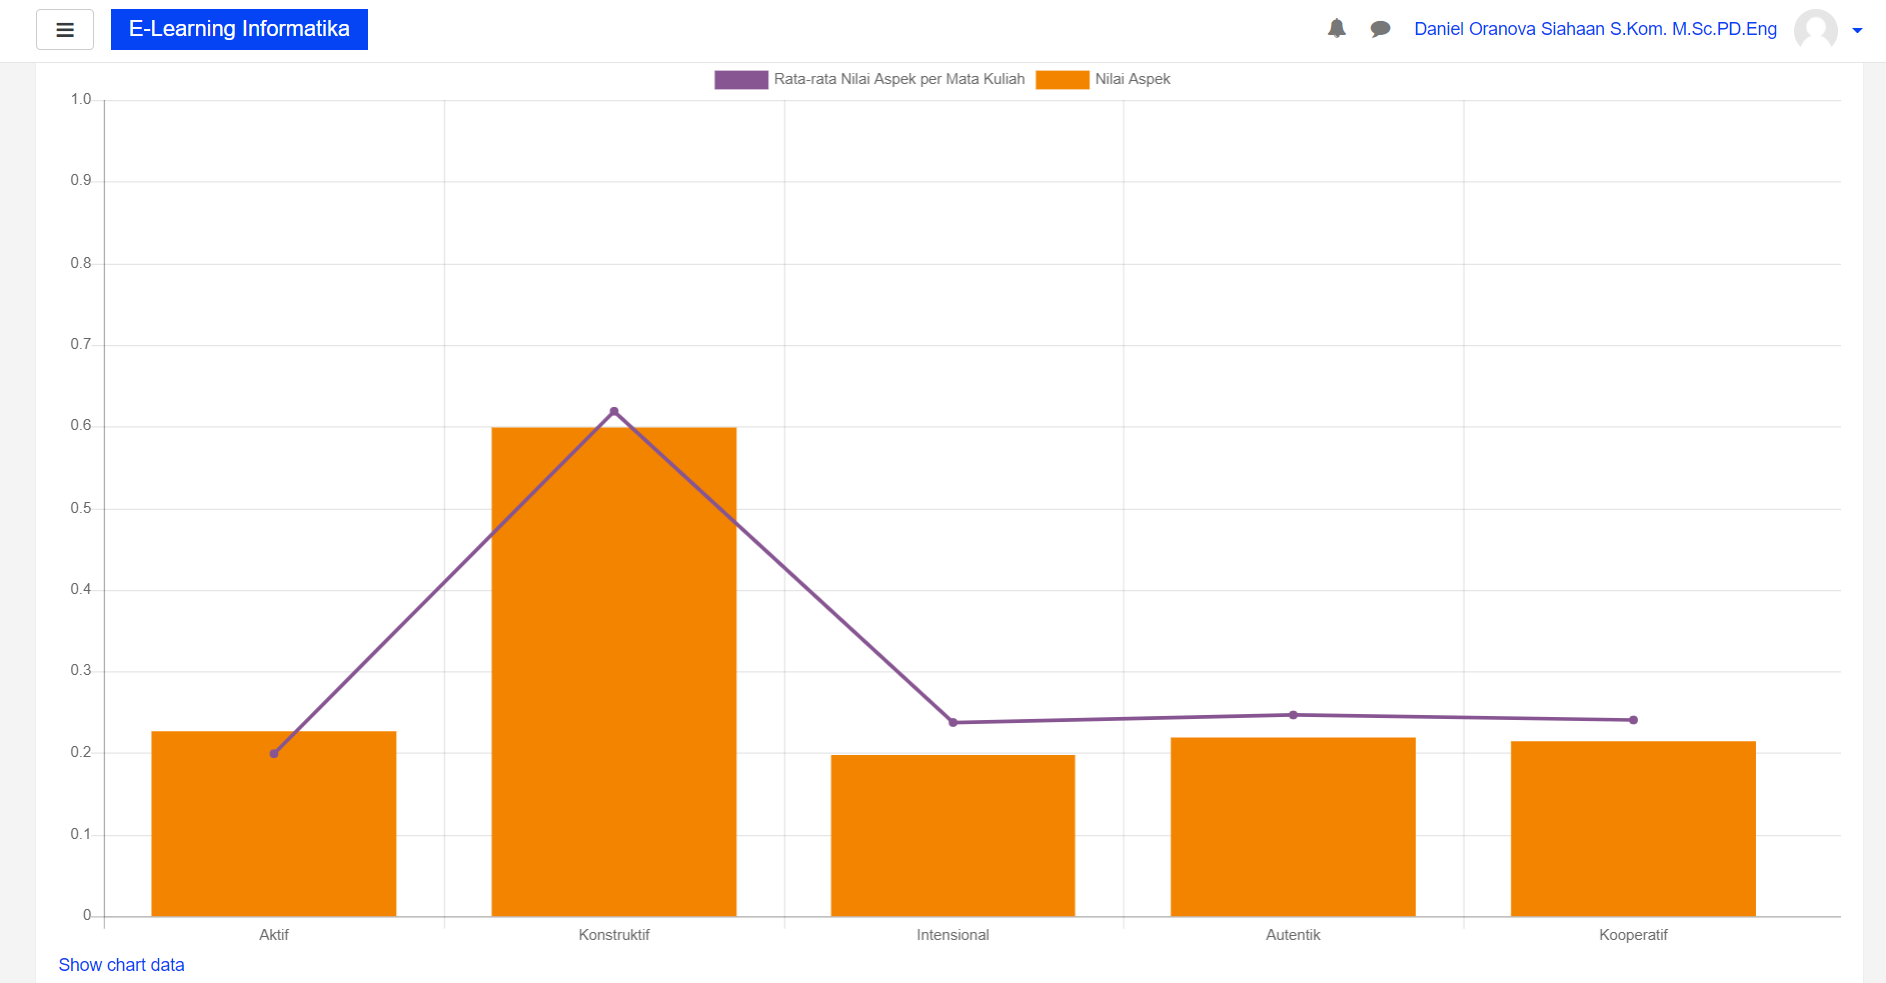 E-Learning Informatika
Daniel Oranova Siahaan S.Kom. M.Sc.PD.Eng
Rata-rata Nilai Aspek per Mata Kuliah
Nilai Aspek
1.0
0.9
0.8
0.7
0.6
0.5
0.4
0.3
0.2
0.1
0
Aktif
Konstruktif
Intensional
Autentik
Kooperatif
Show chart data